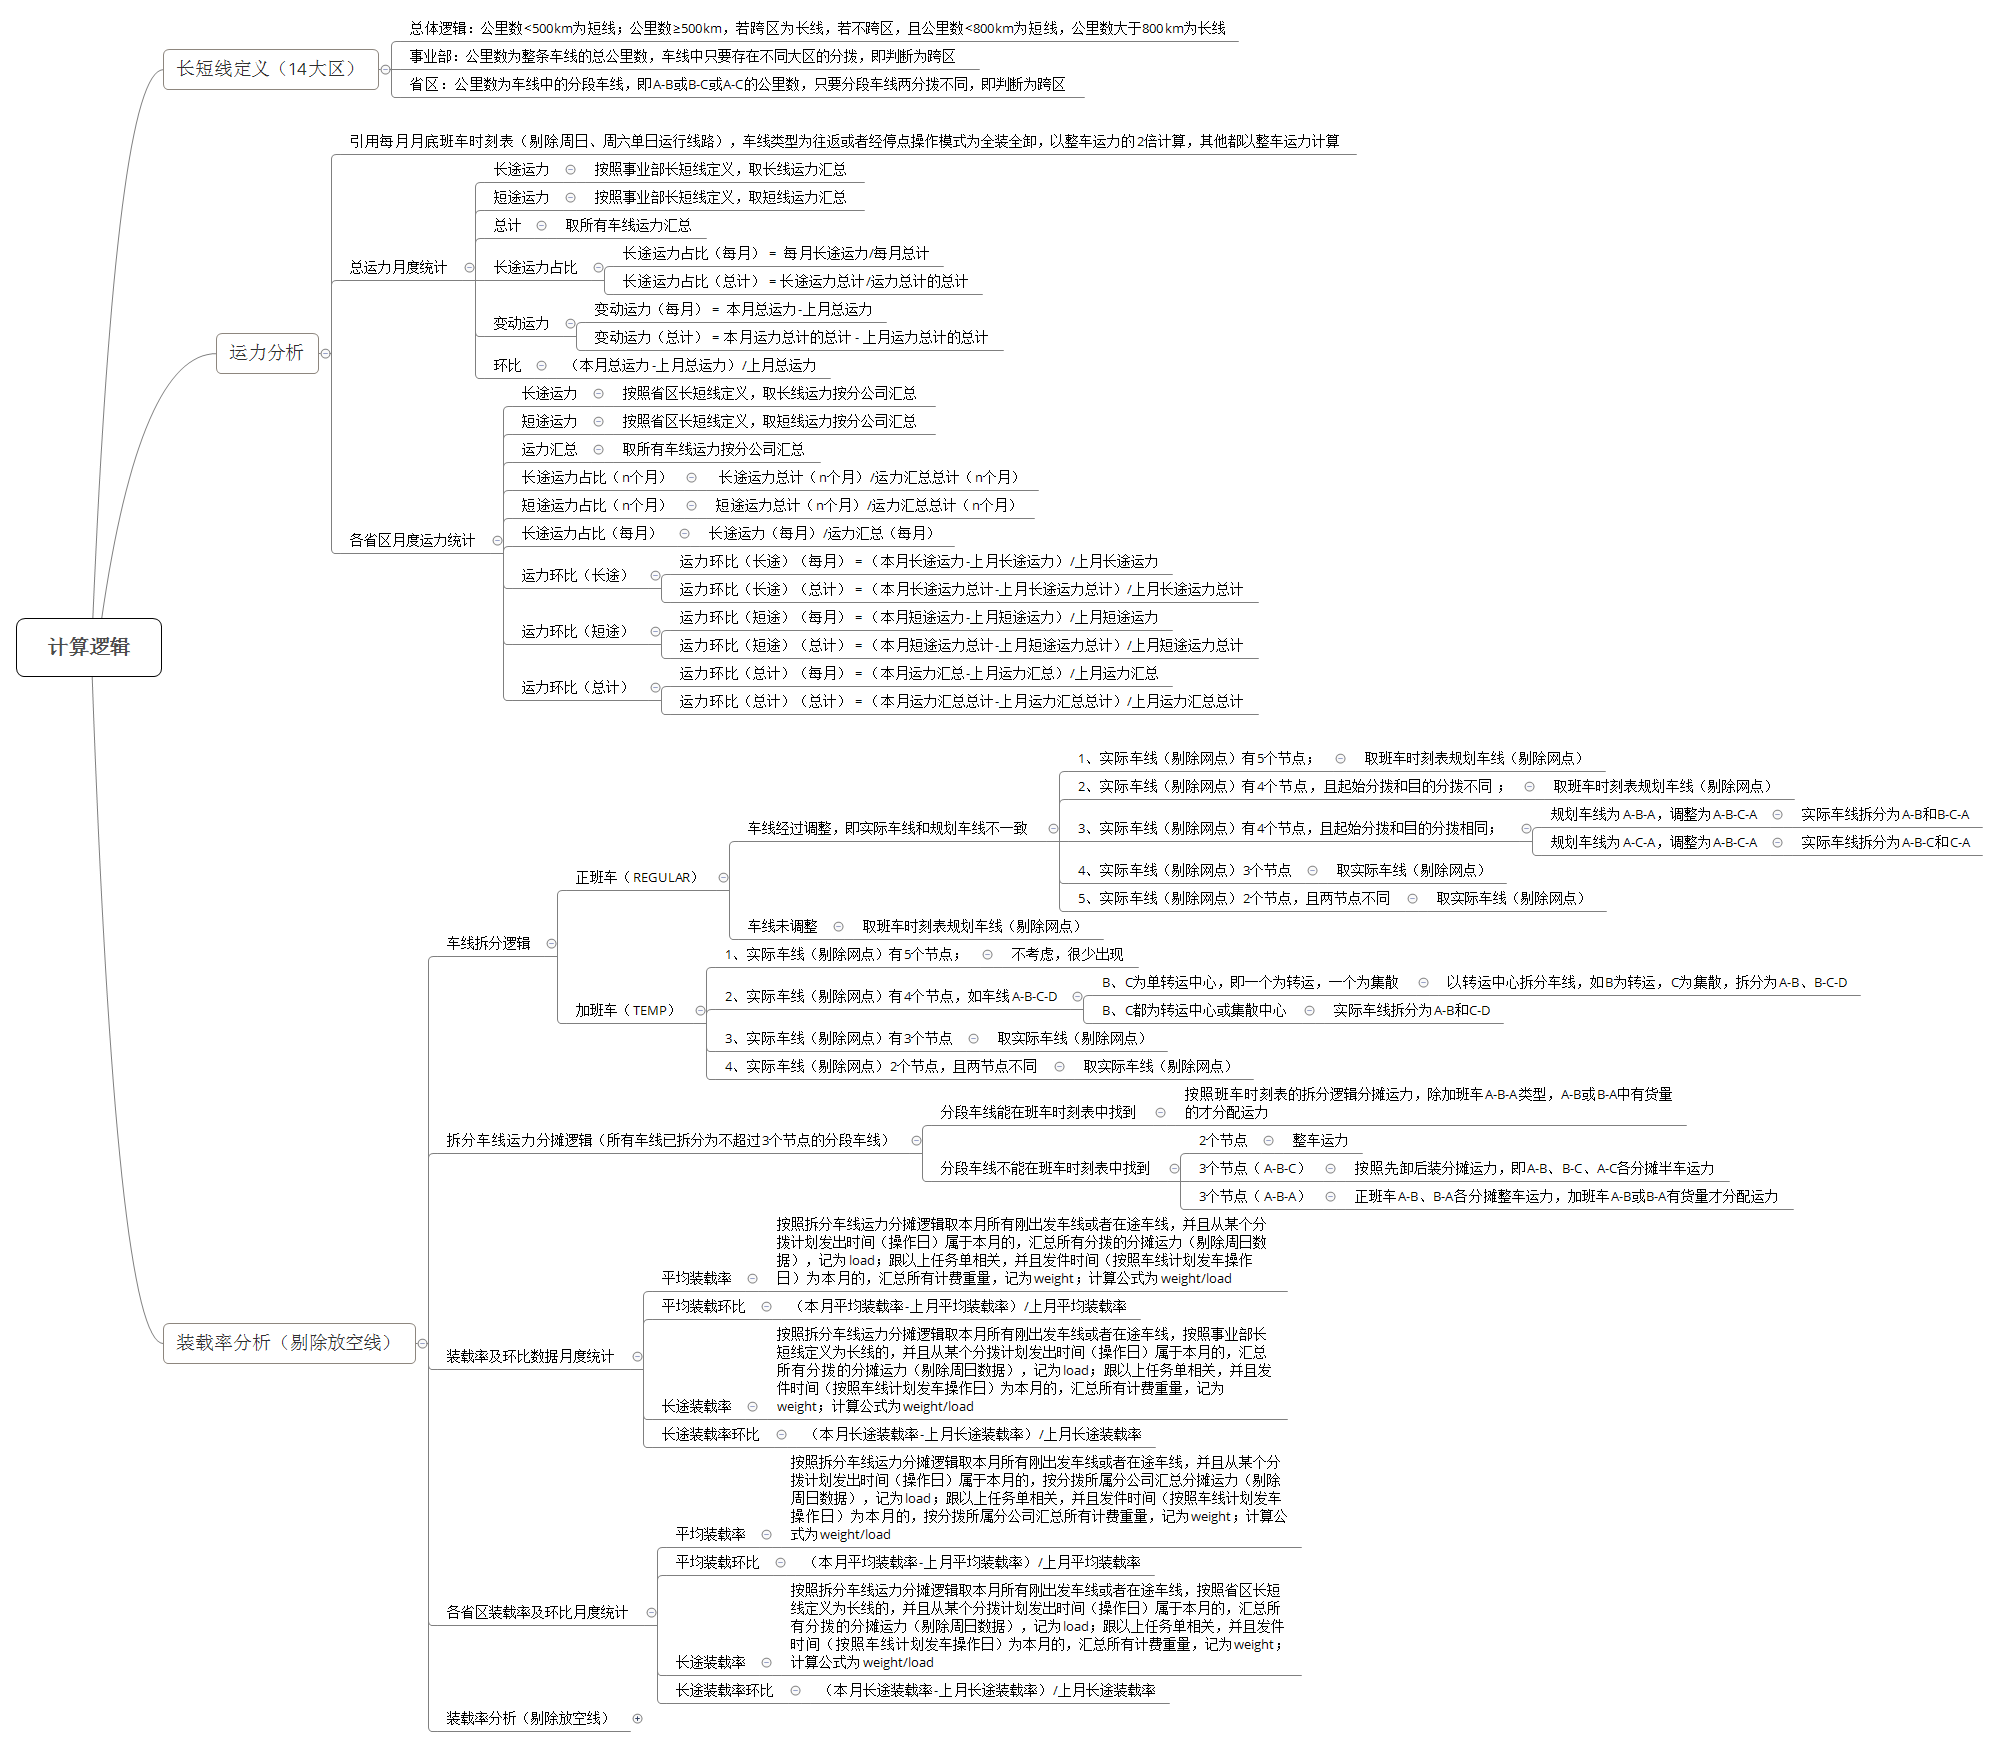 计算逻辑
长短线定义（14大区）
总体逻辑：公里数<500km为短线；公里数≥500km，若跨区为长线，若不跨区，且公里数<800km为短线，公里数大于800km为长线
事业部：公里数为整条车线的总公里数，车线中只要存在不同大区的分拨，即判断为跨区
省区：公里数为车线中的分段车线，即A-B或B-C或A-C的公里数，只要分段车线两分拨不同，即判断为跨区
运力分析
引用每月月底班车时刻表（剔除周日、周六单日运行线路），车线类型为往返或者经停点操作模式为全装全卸，以整车运力的2倍计算，其他都以整车运力计算
总运力月度统计
长途运力
按照事业部长短线定义，取长线运力汇总
短途运力
按照事业部长短线定义，取短线运力汇总
总计
取所有车线运力汇总
长途运力占比
长途运力占比（每月）= 每月长途运力/每月总计
长途运力占比（总计）= 长途运力总计/运力总计的总计
变动运力
变动运力（每月）= 本月总运力-上月总运力
变动运力（总计）= 本月运力总计的总计 - 上月运力总计的总计
环比
（本月总运力-上月总运力）/上月总运力
各省区月度运力统计
长途运力
按照省区长短线定义，取长线运力按分公司汇总
短途运力
按照省区长短线定义，取短线运力按分公司汇总
运力汇总
取所有车线运力按分公司汇总
长途运力占比（n个月）
长途运力总计（n个月）/运力汇总总计（n个月）
短途运力占比（n个月）
短途运力总计（n个月）/运力汇总总计（n个月）
长途运力占比（每月）
长途运力（每月）/运力汇总（每月）
运力环比（长途）
运力环比（长途）（每月）=（本月长途运力-上月长途运力）/上月长途运力
运力环比（长途）（总计）=（本月长途运力总计-上月长途运力总计）/上月长途运力总计
运力环比（短途）
运力环比（短途）（每月）=（本月短途运力-上月短途运力）/上月短途运力
运力环比（短途）（总计）=（本月短途运力总计-上月短途运力总计）/上月短途运力总计
运力环比（总计）
运力环比（总计）（每月）=（本月运力汇总-上月运力汇总）/上月运力汇总
运力环比（总计）（总计）=（本月运力汇总总计-上月运力汇总总计）/上月运力汇总总计
装载率分析（剔除放空线）
车线拆分逻辑
正班车（REGULAR）
车线经过调整，即实际车线和规划车线不一致
1、实际车线（剔除网点）有5个节点；
取班车时刻表规划车线（剔除网点）
2、实际车线（剔除网点）有4个节点，且起始分拨和目的分拨不同；
取班车时刻表规划车线（剔除网点）
3、实际车线（剔除网点）有4个节点，且起始分拨和目的分拨相同；
规划车线为A-B-A，调整为A-B-C-A
实际车线拆分为A-B和B-C-A
规划车线为A-C-A，调整为A-B-C-A
实际车线拆分为A-B-C和C-A
4、实际车线（剔除网点）3个节点
取实际车线（剔除网点）
5、实际车线（剔除网点）2个节点，且两节点不同
取实际车线（剔除网点）
车线未调整
取班车时刻表规划车线（剔除网点）
加班车（TEMP）
1、实际车线（剔除网点）有5个节点；
不考虑，很少出现
2、实际车线（剔除网点）有4个节点，如车线A-B-C-D
B、C为单转运中心，即一个为转运，一个为集散
以转运中心拆分车线，如B为转运，C为集散，拆分为A-B、B-C-D
B、C都为转运中心或集散中心
实际车线拆分为A-B和C-D
3、实际车线（剔除网点）有3个节点
取实际车线（剔除网点）
4、实际车线（剔除网点）2个节点，且两节点不同
取实际车线（剔除网点）
拆分车线运力分摊逻辑（所有车线已拆分为不超过3个节点的分段车线）
分段车线能在班车时刻表中找到
按照班车时刻表的拆分逻辑分摊运力，除加班车A-B-A类型，A-B或B-A中有货量
的才分配运力
分段车线不能在班车时刻表中找到
2个节点
整车运力
3个节点（A-B-C）
按照先卸后装分摊运力，即A-B、B-C、A-C各分摊半车运力
3个节点（A-B-A）
正班车A-B、B-A各分摊整车运力，加班车A-B或B-A有货量才分配运力
装载率及环比数据月度统计
平均装载率
按照拆分车线运力分摊逻辑取本月所有刚出发车线或者在途车线，并且从某个分
拨计划发出时间（操作日）属于本月的，汇总所有分拨的分摊运力（剔除周日数
据），记为load；跟以上任务单相关，并且发件时间（按照车线计划发车操作
日）为本月的，汇总所有计费重量，记为weight；计算公式为weight/load
平均装载环比
（本月平均装载率-上月平均装载率）/上月平均装载率
长途装载率
按照拆分车线运力分摊逻辑取本月所有刚出发车线或者在途车线，按照事业部长
短线定义为长线的，并且从某个分拨计划发出时间（操作日）属于本月的，汇总
所有分拨的分摊运力（剔除周日数据），记为load；跟以上任务单相关，并且发
件时间（按照车线计划发车操作日）为本月的，汇总所有计费重量，记为
weight；计算公式为weight/load
长途装载率环比
（本月长途装载率-上月长途装载率）/上月长途装载率
各省区装载率及环比月度统计
平均装载率
按照拆分车线运力分摊逻辑取本月所有刚出发车线或者在途车线，并且从某个分
拨计划发出时间（操作日）属于本月的，按分拨所属分公司汇总分摊运力（剔除
周日数据），记为load；跟以上任务单相关，并且发件时间（按照车线计划发车
操作日）为本月的，按分拨所属分公司汇总所有计费重量，记为weight；计算公
式为weight/load
平均装载环比
（本月平均装载率-上月平均装载率）/上月平均装载率
长途装载率
按照拆分车线运力分摊逻辑取本月所有刚出发车线或者在途车线，按照省区长短
线定义为长线的，并且从某个分拨计划发出时间（操作日）属于本月的，汇总所
有分拨的分摊运力（剔除周日数据），记为load；跟以上任务单相关，并且发件
时间（按照车线计划发车操作日）为本月的，汇总所有计费重量，记为weight；
计算公式为weight/load
长途装载率环比
（本月长途装载率-上月长途装载率）/上月长途装载率
装载率分析（剔除放空线）